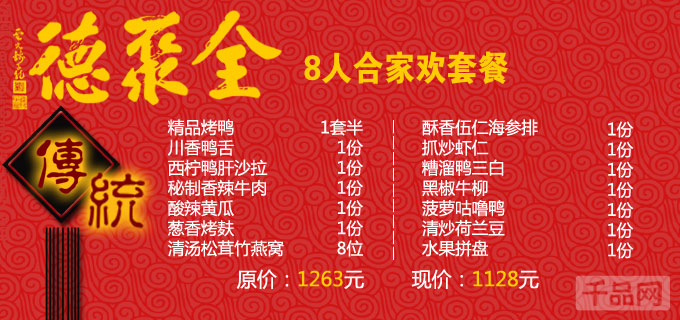 德聚全
8人合家欢套餐
傳統
精品烤鸭 1套半
川香鸭舌 1份
西柠鸭肝沙拉 1份
秘制香辣牛肉 1份
酸辣黄瓜 1份
葱香烤麸 1份
清汤松茸竹燕窝 8位
酥香伍仁海参排 1份
抓炒虾仁 1份
糟溜鸭三白 1份
黑椒牛柳 1份
菠萝咕噜鸭 1份
清炒荷兰豆 1份
水果拼盘 1份
原价：1263元 现价：1128元
千品网